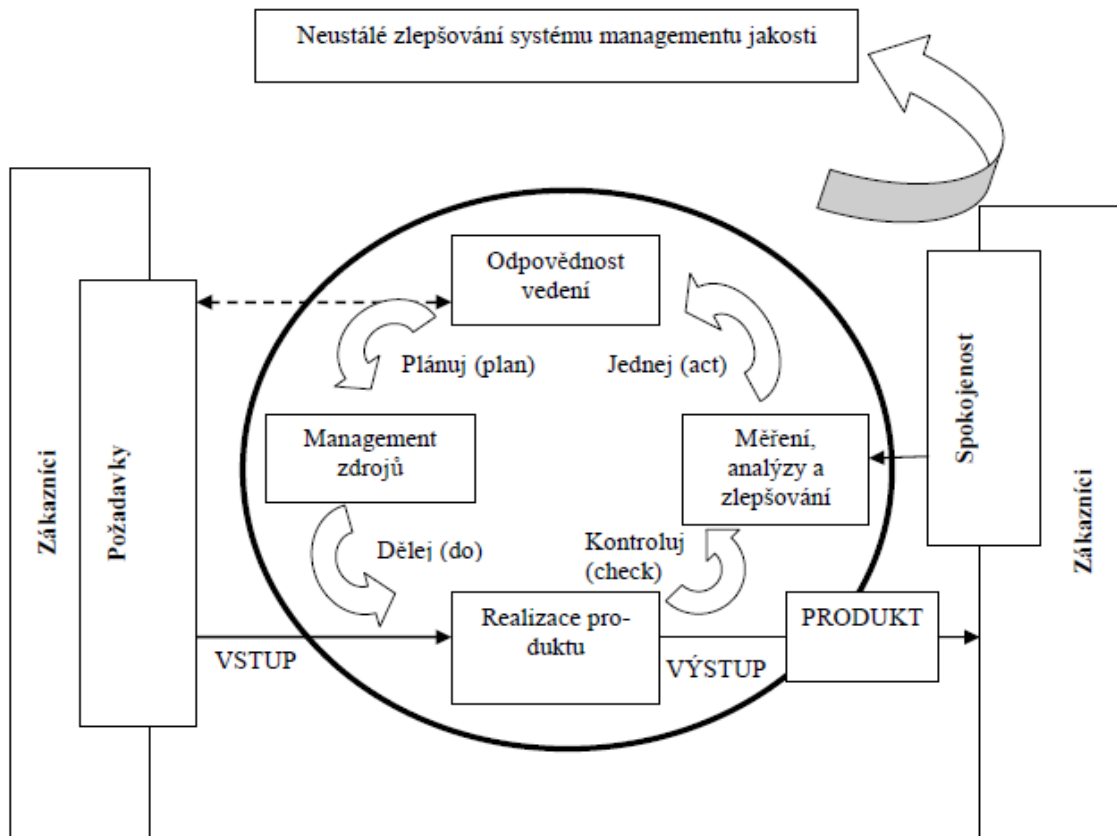 Neustálé zlepšování systému managementu jakosti
Zákazníci
Požadavky
Odpovědnost
vedení
Plánuj (plan)
Jednej (act)
Management
zdrojů
Měření,
analýzy a
zlepšování
Spokojenost
Zákazníci
Dělej (do)
Kontroluj
(check)
Realizace pro-
duktu
PRODUKT
VSTUP
VÝSTUP